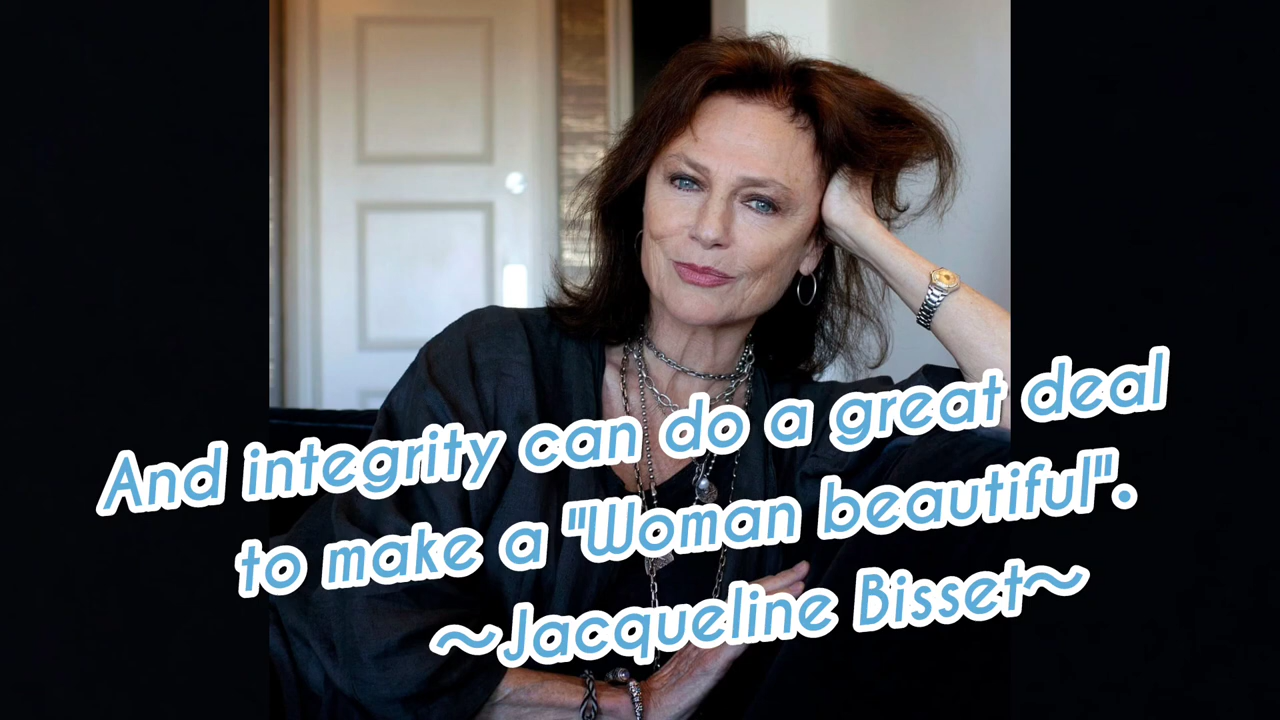 And integrity can do a great deal
to make a "Woman beautiful".
~Jacqueline Bisset~